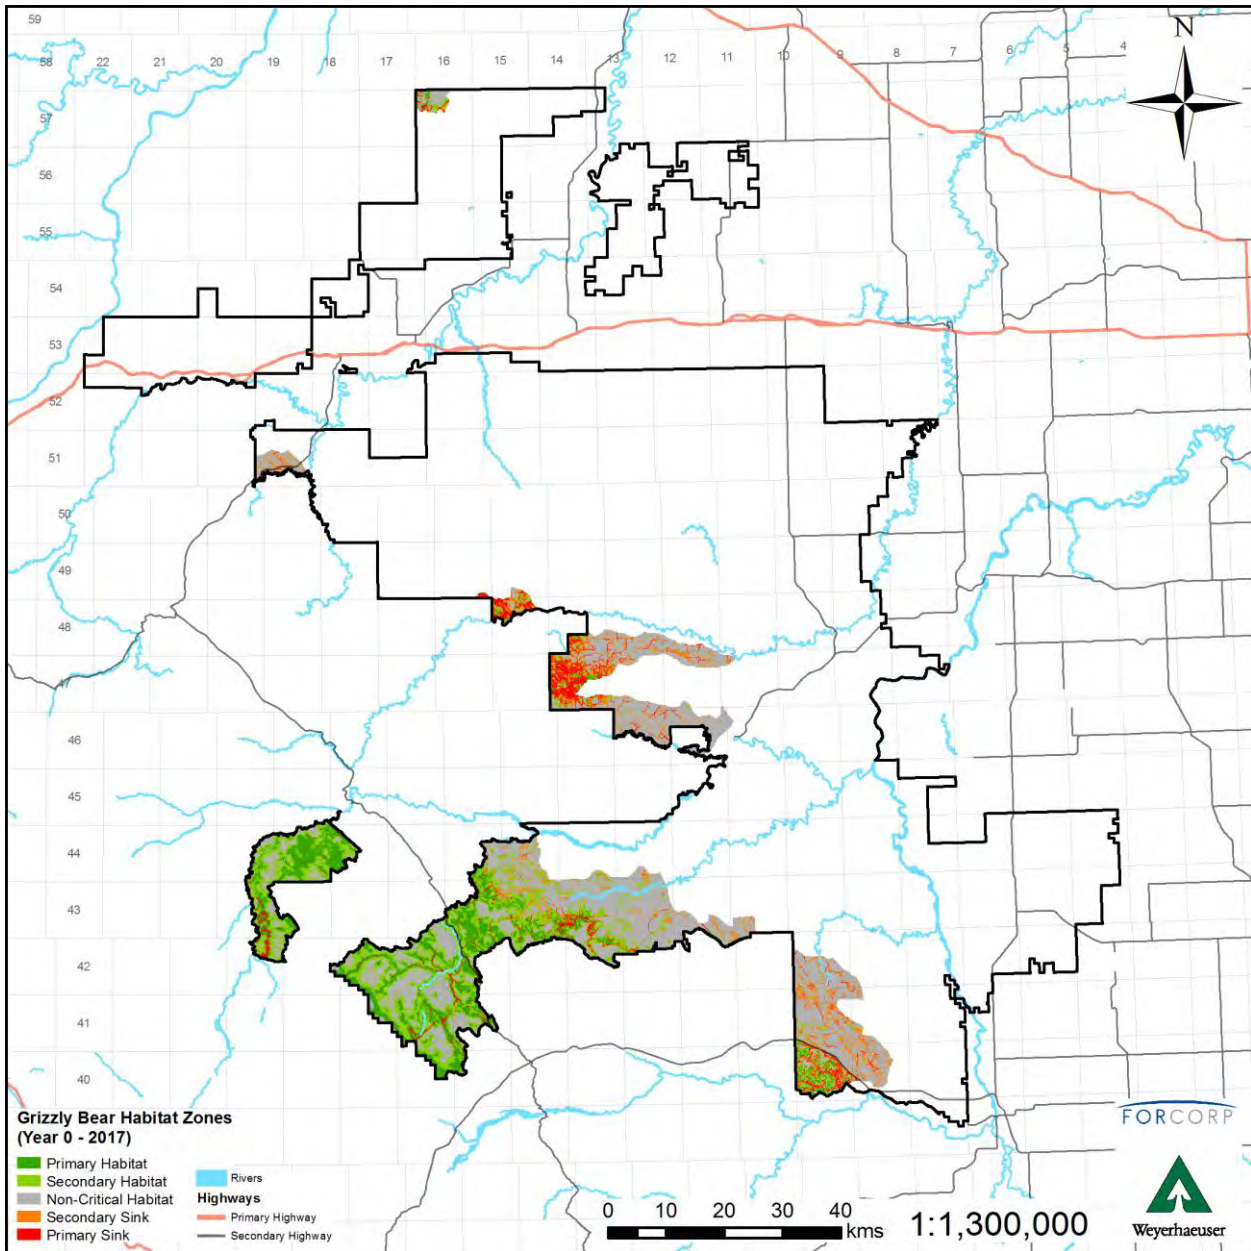 59
N
58 22 21 20 19 18 17 16 15 14 13 12 11 10 9 8 7 6 5 4
57
56
55
54
53
52
51
50
49
48
47
46
45
44
43
42
41
40
Grizzly Bear Habitat Zones
(Year 0 - 2017)
Primary Habitat
Secondary Habitat
Non-Critical Habitat
Secondary Sink
Primary Sink
Rivers
Highways
Primary Highway
Secondary Highway
0 10 20 30 40
kms
1:1,300,000
FORCORP
Weyerhaeuser